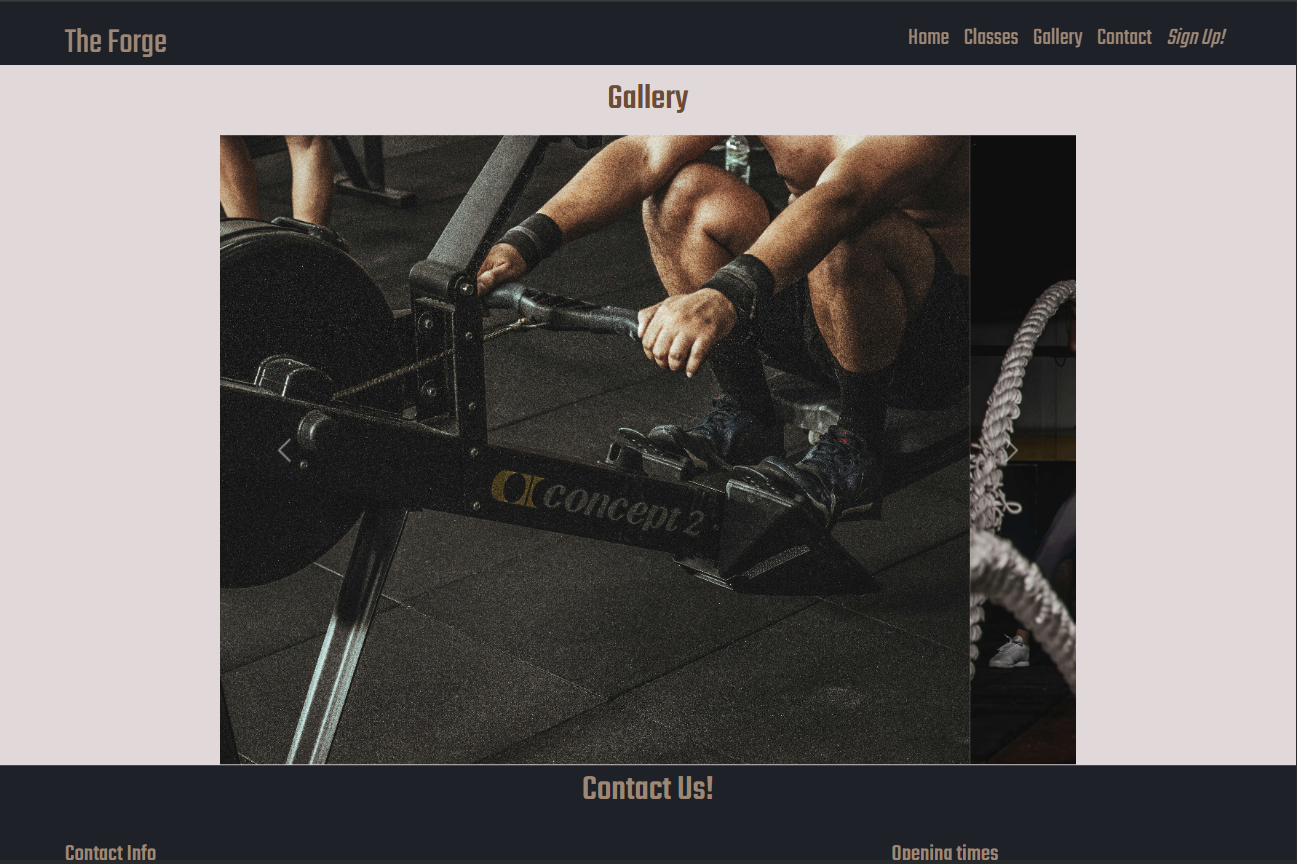 The Forge
Home Classes Gallery Contact Sign Up!
Gallery
concept 2
Contact Us!
Contact Info
Opening times